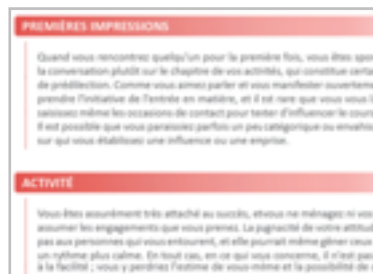 PREMIÈRES IMPRESSIONS
Quand vous rencontrez quelqu'un pour la première fois, vous êtes
la conversation plutôt sur le chapitre de vos activités, qui constitue
de prédilection. Comme vous aimez parler et vous manifester
prendre l'initiative de l'entrée en matière, et il est rare que vous vous
saisissez même les occasions de contact pour tenter d'influencer le cours
Il est possible que vous paraissiez parfois un peu catégorique ou
sur qui vous établissez une influence ou une emprise.
ACTIVITÉ
Vous êtes assurément très attaché au succès, et vous ne ménagez ni vos
assumer les engagements que vous prenez. La pugnacité de votre
pas aux personnes qui vous entourent, et elle pourrait même gêner ceux
un rythme plus calme. En tout cas, en ce qui vous concerne, il n'est pas
à la facilité ; vous y perdriez l'estime de vous-même et la possibilité de